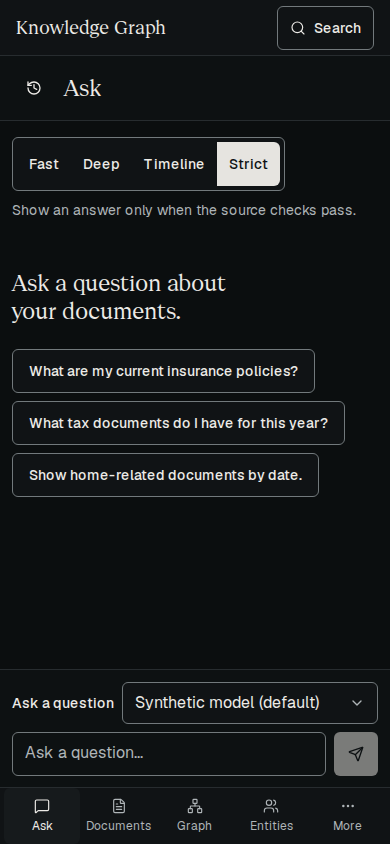 Knowledge Graph
Search
Ask
Fast Deep Timeline Strict
Show an answer only when the source checks pass.
Ask a question about
your documents.
What are my current insurance policies?
What tax documents do I have for this year?
Show home-related documents by date.
Ask a question
Synthetic model (default)
Ask a question...
Ask Documents Graph Entities More